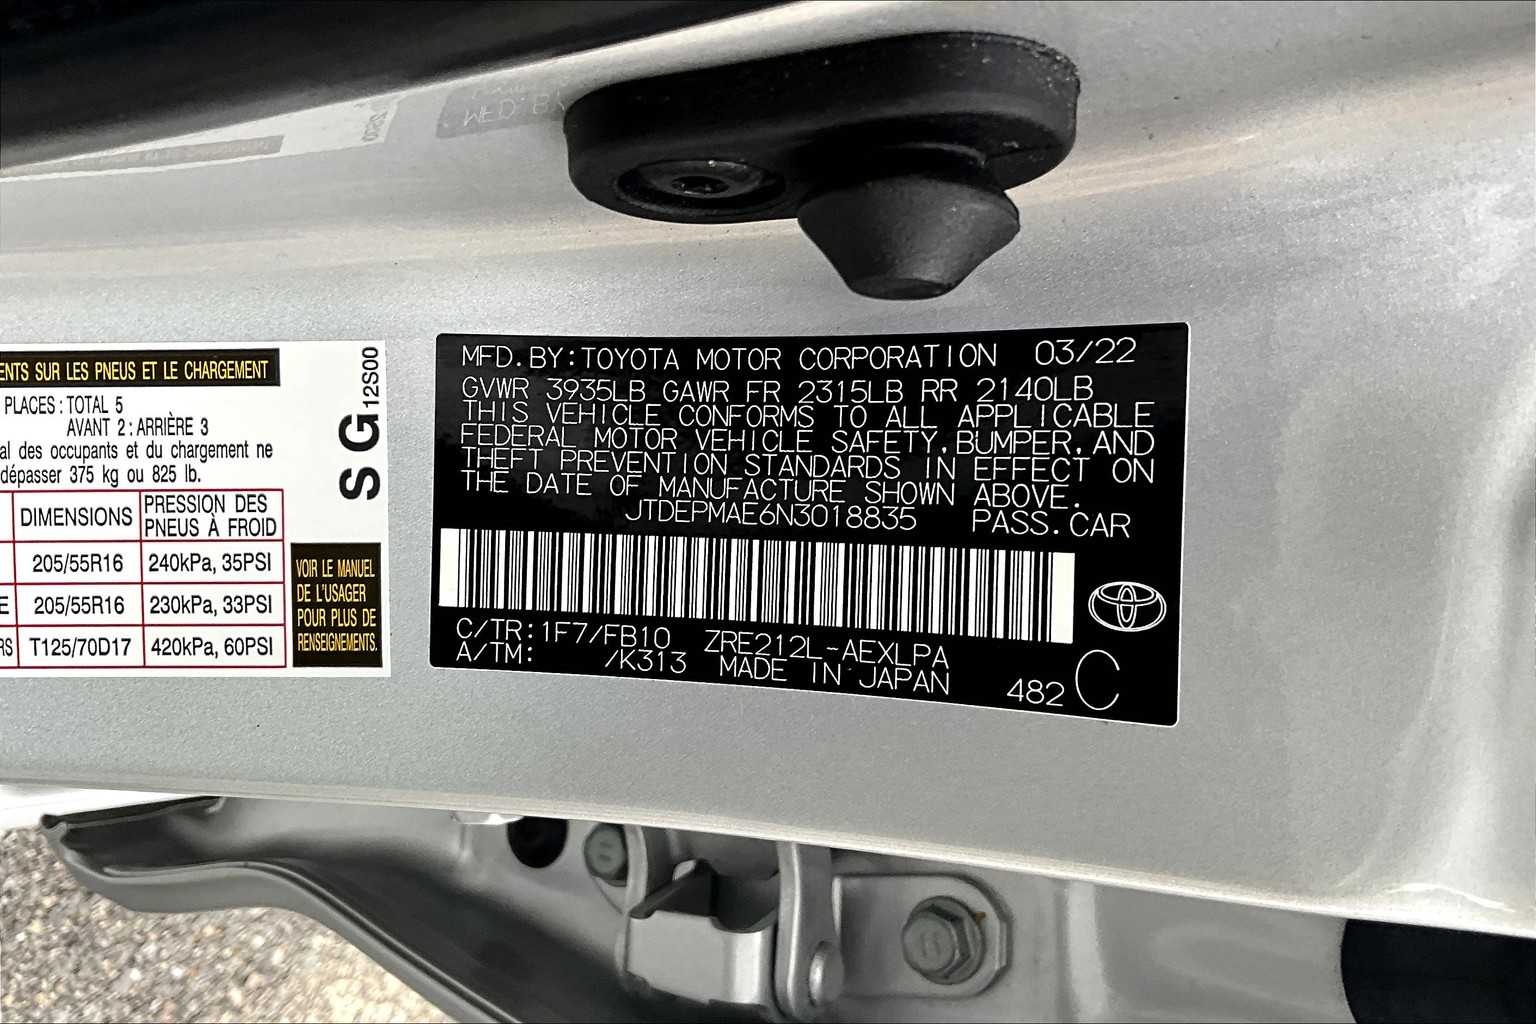 ENTS SUR LES PNEUS ET LE CHARGEMENT
PLACES : TOTAL 5
AVANT 2 : ARRIÈRE 3
al des occupants et du chargement ne
dépasser 375 kg ou 825 lb.
DIMENSIONS
PRESSION DES PNEUS À FROID
205/55R16
240kPa, 35PSI
E
205/55R16
230kPa, 33PSI
RS
T125/70D17
420kPa, 60PSI
SG
12S00
VOIR LE MANUEL
DE L'USAGER
POUR PLUS DE
RENSEIGNEMENTS.
MFD. BY: TOYOTA MOTOR CORPORATION 03/22
GVWR 3935LB GAWR FR 2315LB RR 2140LB
THIS VEHICLE CONFORMS TO ALL APPLICABLE
FEDERAL MOTOR VEHICLE SAFETY, BUMPER, AND
THEFT PREVENTION STANDARDS IN EFFECT ON
THE DATE OF MANUFACTURE SHOWN ABOVE.
JTDEPMAE6N3018835 PASS. CAR
C/TR: 1F7/FB10 ZRE212L-AEXLPA
A/TM: /K313 MADE IN JAPAN 482 C